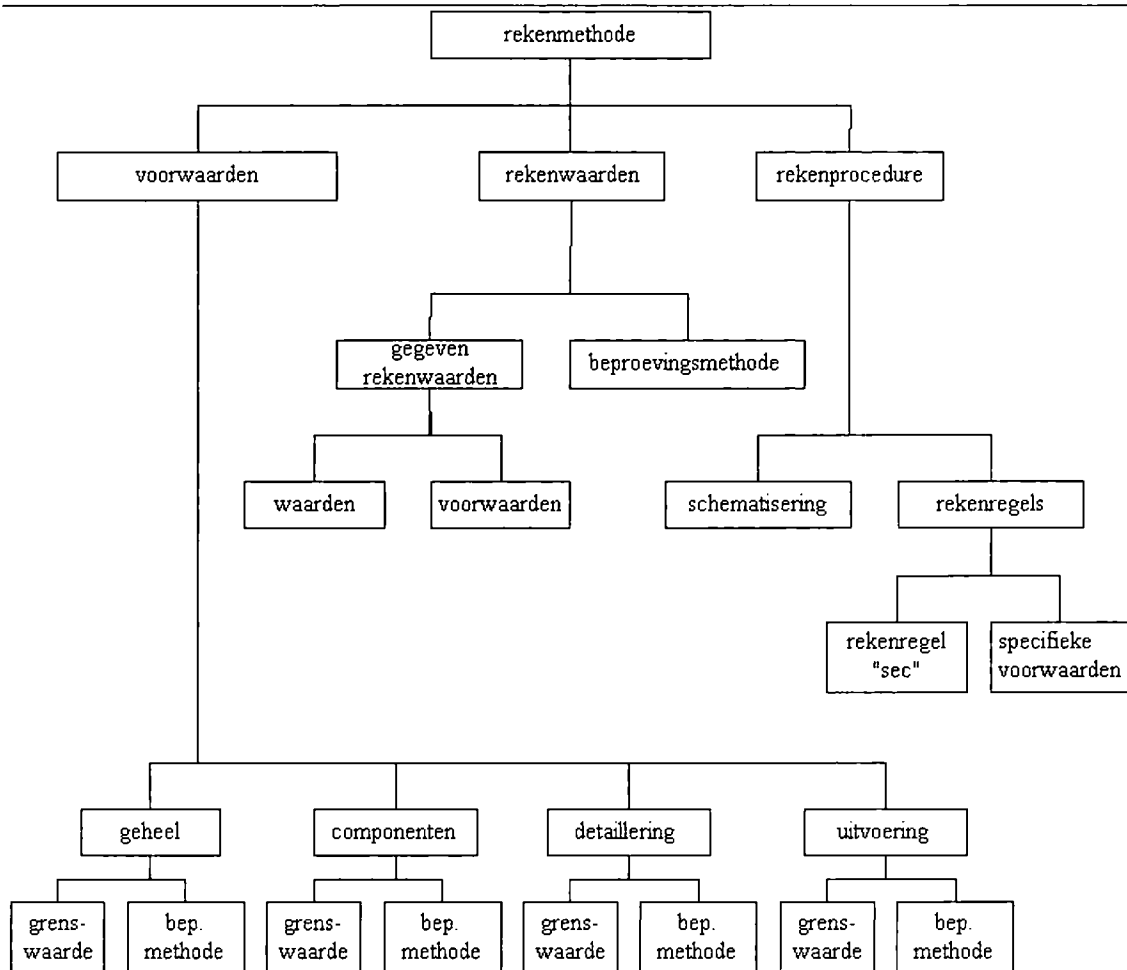 rekenmethode
voorwaarden
rekenwaarden
rekenprocedure
gegeven
rekenwaarden
beproevingsmethode
waarden
voorwaarden
schematisering
rekenregels
rekenregel
"sec"
specifieke
voorwaarden
geheel
componenten
detaillering
uitvoering
grens-
waarde
bep.
methode
grens-
waarde
bep.
methode
grens-
waarde
bep.
methode
grens-
waarde
bep.
methode